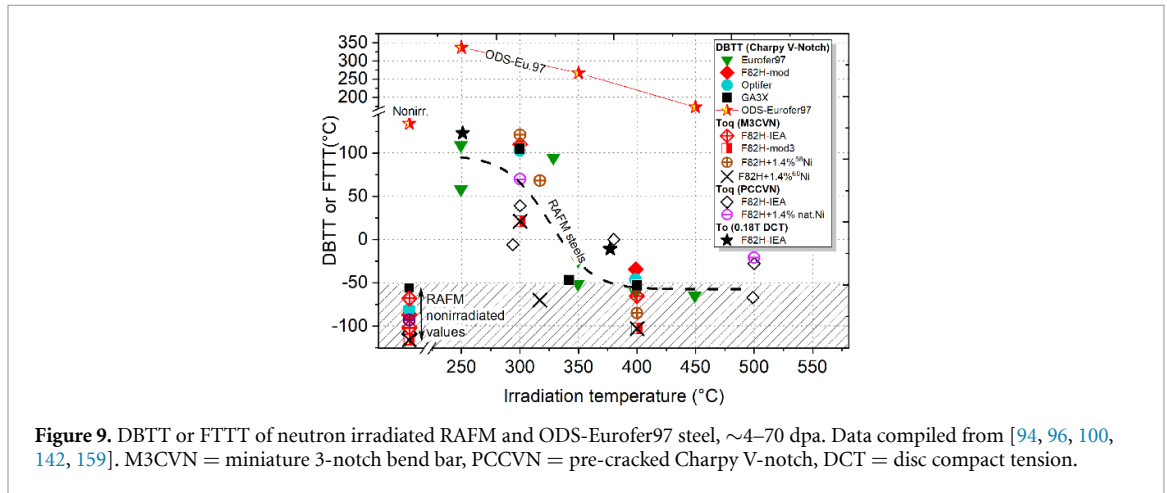 DBTT or FTTT(°C)
350
300
250
200
100
50
0
-50
-100
Nonirr.
ODS-Eu.97
RAFM steels
RAFM
nonirradiated
values
DBTT (Charpy V-Notch)
Eurofer97
F82H-mod
Optifer
GA3X
ODS-Eurofer97
Toq (M3CVN)
F82H-IEA
F82H-mod3
F82H+1.4%⁵⁸Ni
F82H+1.4%⁶⁰Ni
Toq (PCCVN)
F82H-IEA
F82H+1.4% nat.Ni
To (0.18T DCT)
F82H-IEA
250 300 350 400 450 500 550
Irradiation temperature (°C)
Figure 9. DBTT or FTTT of neutron irradiated RAFM and ODS-Eurofer97 steel, ∼4–70 dpa. Data compiled from [94, 96, 100,
142, 159]. M3CVN = miniature 3-notch bend bar, PCCVN = pre-cracked Charpy V-notch, DCT = disc compact tension.